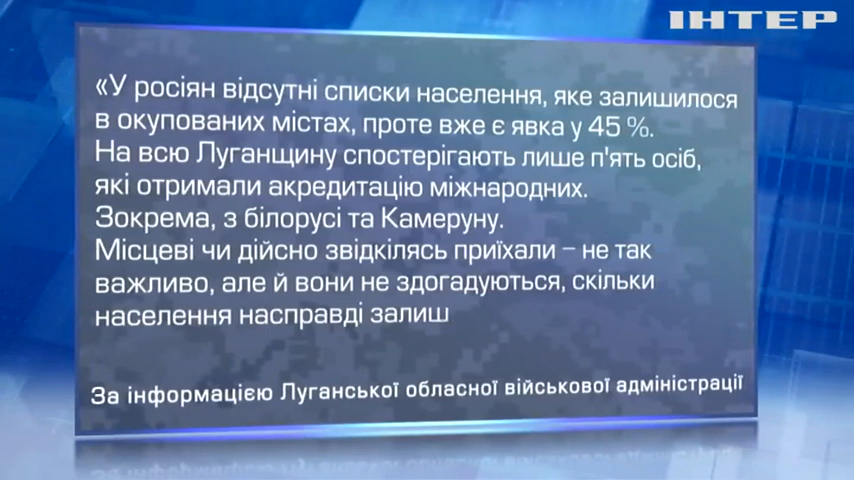 ІНТЕР
«У росіян відсутні списки населення, яке залишилося
в окупованих містах, проте вже є явка у 45 %.
На всю Луганщину спостерігають лише п'ять осіб,
які отримали акредитацію міжнародних.
Зокрема, з білорусі та Камеруну.
Місцеві чи дійсно звідкілясь приїхали – не так
важливо, але й вони не здогадуються, скільки
населення насправді залиш
За інформацією Луганської обласної військової адміністрації